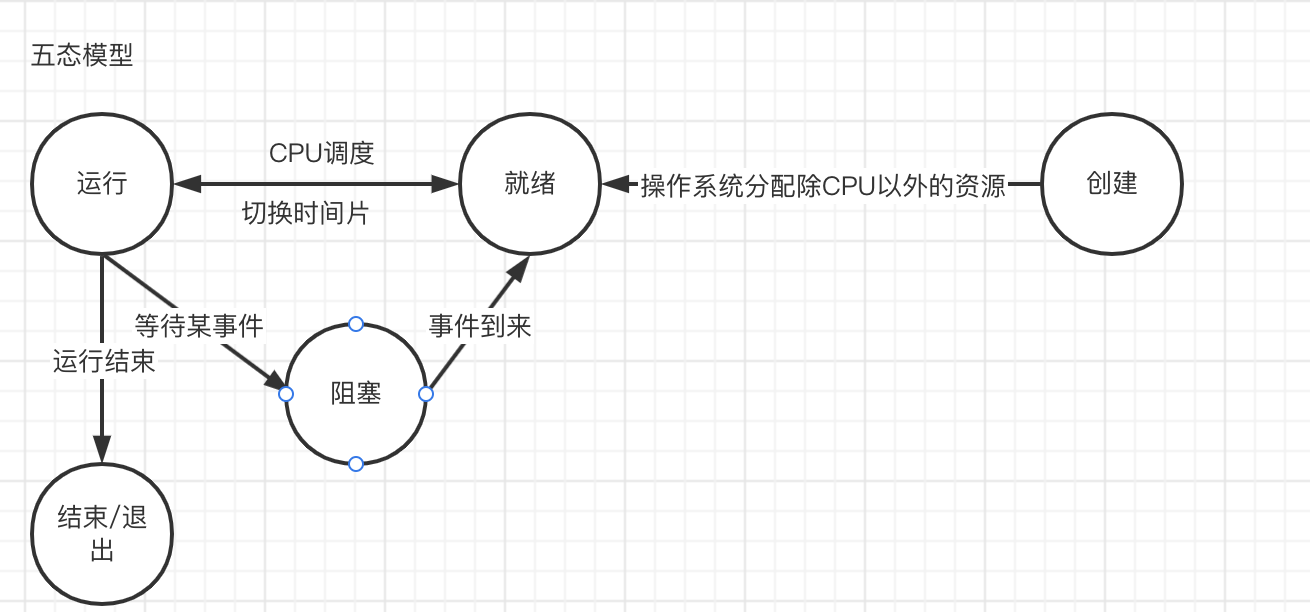 五态模型
CPU调度
运行
就绪
操作系统分配除CPU以外的资源
创建
切换时间片
等待某事件
事件到来
运行结束
阻塞
结束/退
出